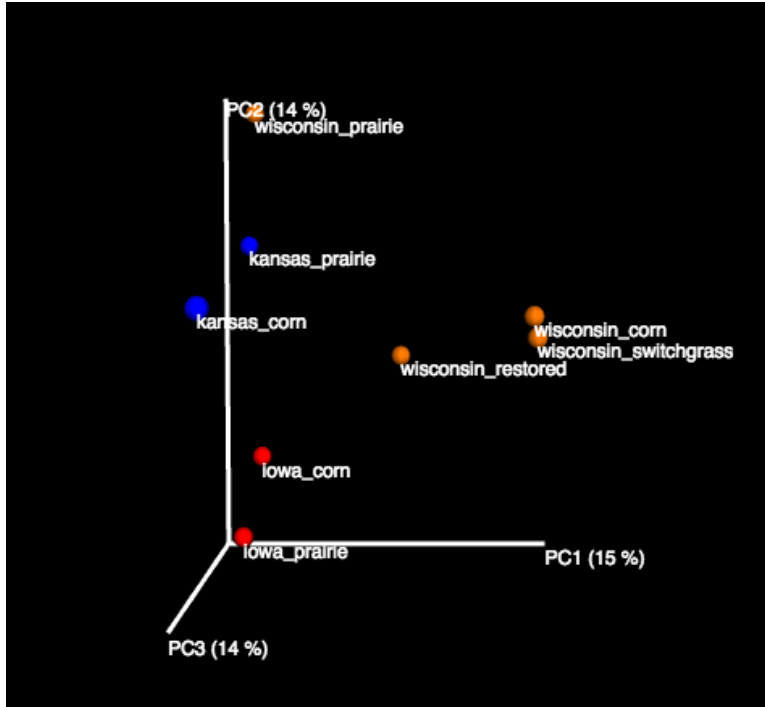 PC2 (14 %)
wisconsin_prairie
kansas_prairie
kansas_corn
wisconsin_corn
wisconsin_switchgrass
wisconsin_restored
iowa_corn
iowa_prairie
PC1 (15 %)
PC3 (14 %)